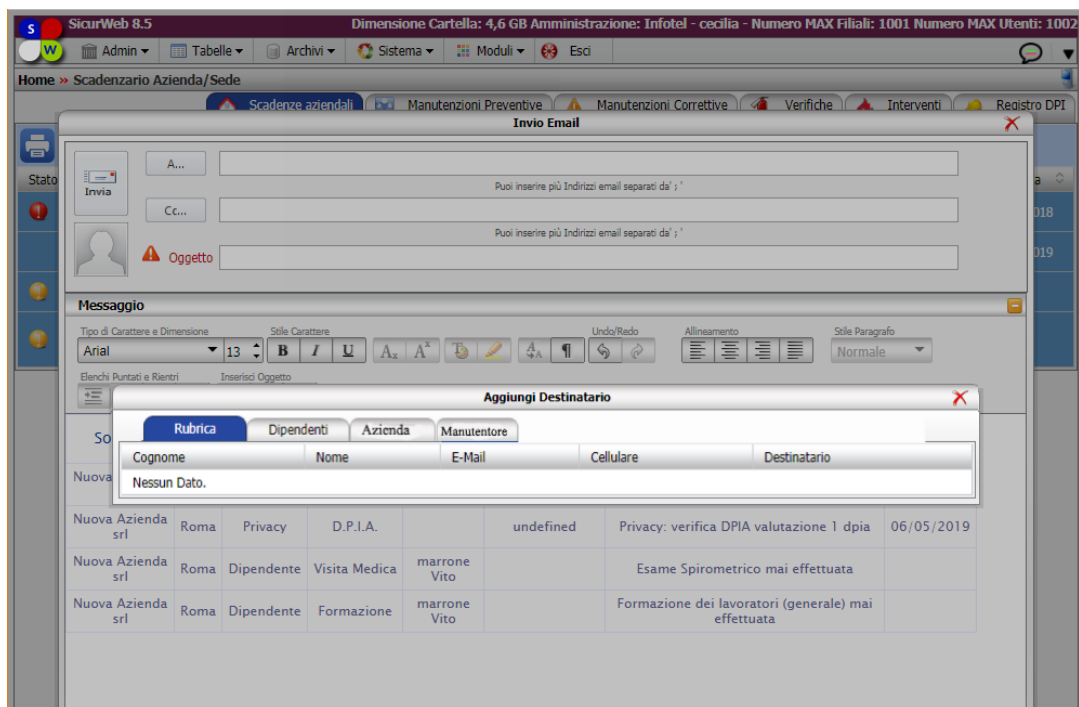 SicurWeb 8.5 Dimensione Cartella: 4,6 GB Amministrazione: Infotel - cecilia - Numero MAX Filiali: 1001 Numero MAX Utenti: 1002
S W
Admin Tabelle Archivi Sistema Moduli Esci
Home » Scadenzario Azienda/Sede
Scadenze aziendali Manutenzioni Preventive Manutenzioni Correttive Verifiche Interventi Registro DPI
Invio Email
A...
Stato
Invia
Puoi inserire più Indirizzi email separati da' ; '
a
Cc...
018
Puoi inserire più Indirizzi email separati da' ; '
Oggetto
019
Messaggio
Tipo di Carattere e Dimensione Stile Carattere Undo/Redo Allineamento Stile Paragrafo
Arial 13 B I U Normale
Elenchi Puntati e Rientri Inserisci Oggetto
Aggiungi Destinatario
So
Rubrica Dipendenti Azienda Manutentore
Cognome Nome E-Mail Cellulare Destinatario
Nuova
Nessun Dato.
Nuova Azienda srl Roma Privacy D.P.I.A. undefined Privacy: verifica DPIA valutazione 1 dpia 06/05/2019
Nuova Azienda srl Roma Dipendente Visita Medica marrone Vito Esame Spirometrico mai effettuata
Nuova Azienda srl Roma Dipendente Formazione marrone Vito Formazione dei lavoratori (generale) mai effettuata